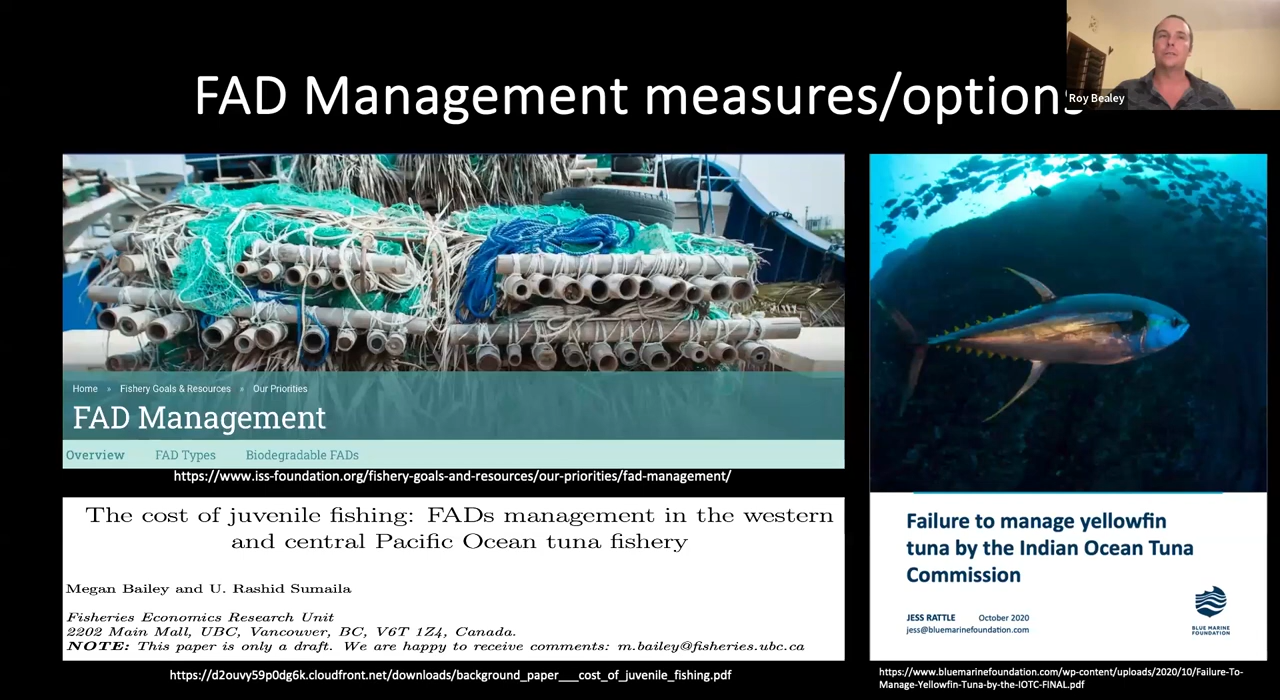 FAD Management measures/option
Roy Bealey
Home » Fishery Goals & Resources » Our Priorities
FAD Management
Overview FAD Types Biodegradable FADs
https://www.iss-foundation.org/fishery-goals-and-resources/our-priorities/fad-management/
The cost of juvenile fishing: FADs management in the western
and central Pacific Ocean tuna fishery
Megan Bailey and U. Rashid Sumaila
Fisheries Economics Research Unit
2202 Main Mall, UBC, Vancouver, BC, V6T 1Z4, Canada.
NOTE: This paper is only a draft. We are happy to receive comments: m.bailey@fisheries.ubc.ca
https://d2ouvy59p0dg6k.cloudfront.net/downloads/background_paper___cost_of_juvenile_fishing.pdf
Failure to manage yellowfin
tuna by the Indian Ocean Tuna
Commission
JESS RATTLE October 2020
jess@bluemarinefoundation.com
BLUE MARINE
FOUNDATION
https://www.bluemarinefoundation.com/wp-content/uploads/2020/10/Failure-To-
Manage-Yellowfin-Tuna-by-the-IOTC-FINAL.pdf